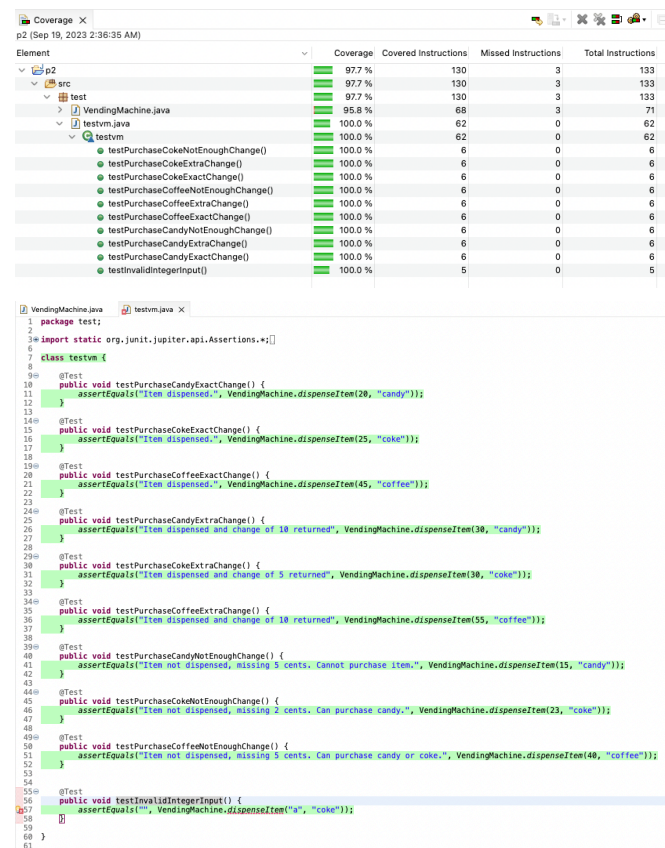 Coverage
p2 (Sep 19, 2023 2:36:35 AM)
Element Coverage Covered Instructions Missed Instructions Total Instructions
p2 97.7 % 130 3 133
src 97.7 % 130 3 133
test 97.7 % 130 3 133
VendingMachine.java 95.8 % 68 3 71
testvm.java 100.0 % 62 0 62
testvm 100.0 % 62 0 62
testPurchaseCokeNotEnoughChange() 100.0 % 6 0 6
testPurchaseCokeExtraChange() 100.0 % 6 0 6
testPurchaseCokeExactChange() 100.0 % 6 0 6
testPurchaseCoffeeNotEnoughChange() 100.0 % 6 0 6
testPurchaseCoffeeExtraChange() 100.0 % 6 0 6
testPurchaseCoffeeExactChange() 100.0 % 6 0 6
testPurchaseCandyNotEnoughChange() 100.0 % 6 0 6
testPurchaseCandyExtraChange() 100.0 % 6 0 6
testPurchaseCandyExactChange() 100.0 % 6 0 6
testInvalidIntegerInput() 100.0 % 5 0 5
VendingMachine.java testvm.java
1 package test;
2
3 import static org.junit.jupiter.api.Assertions.*;
6
7 class testvm {
8
9 @Test
10 public void testPurchaseCandyExactChange() {
11 assertEquals("Item dispensed.", VendingMachine.dispenseItem(20, "candy"));
12 }
13
14 @Test
15 public void testPurchaseCokeExactChange() {
16 assertEquals("Item dispensed.", VendingMachine.dispenseItem(25, "coke"));
17 }
18
19 @Test
20 public void testPurchaseCoffeeExactChange() {
21 assertEquals("Item dispensed.", VendingMachine.dispenseItem(45, "coffee"));
22 }
23
24 @Test
25 public void testPurchaseCandyExtraChange() {
26 assertEquals("Item dispensed and change of 10 returned", VendingMachine.dispenseItem(30, "candy"));
27 }
28
29 @Test
30 public void testPurchaseCokeExtraChange() {
31 assertEquals("Item dispensed and change of 5 returned", VendingMachine.dispenseItem(30, "coke"));
32 }
33
34 @Test
35 public void testPurchaseCoffeeExtraChange() {
36 assertEquals("Item dispensed and change of 10 returned", VendingMachine.dispenseItem(55, "coffee"));
37 }
38
39 @Test
40 public void testPurchaseCandyNotEnoughChange() {
41 assertEquals("Item not dispensed, missing 5 cents. Cannot purchase item.", VendingMachine.dispenseItem(15, "candy"));
42 }
43
44 @Test
45 public void testPurchaseCokeNotEnoughChange() {
46 assertEquals("Item not dispensed, missing 2 cents. Can purchase candy.", VendingMachine.dispenseItem(23, "coke"));
47 }
48
49 @Test
50 public void testPurchaseCoffeeNotEnoughChange() {
51 assertEquals("Item not dispensed, missing 5 cents. Can purchase candy or coke.", VendingMachine.dispenseItem(40, "coffee"));
52 }
53
54
55 @Test
56 public void testInvalidIntegerInput() {
57 assertEquals("", VendingMachine.dispenseItem("a", "coke"));
58 }
59
60 }
61